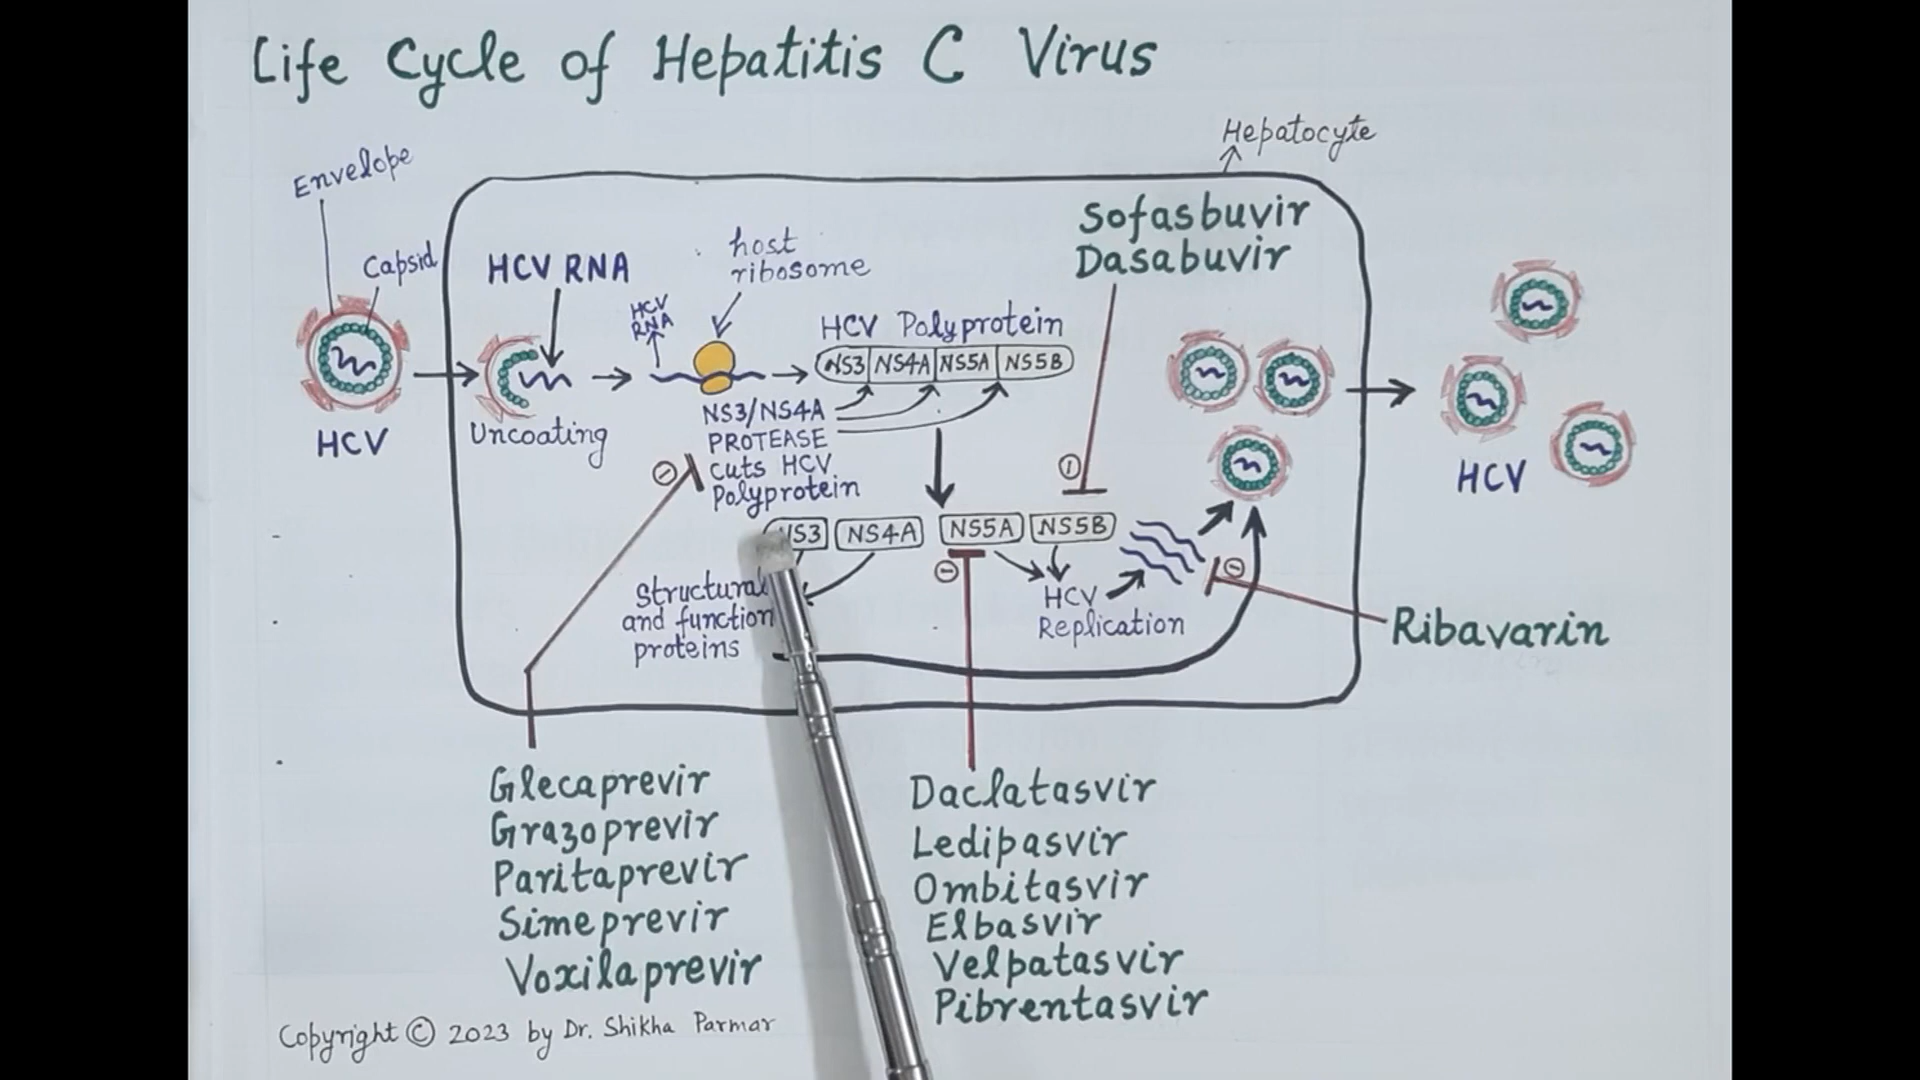 Life Cycle of Hepatitis C Virus
Hepatocyte
Envelope
Capsid
HCV
HCV RNA
Uncoating
HCV
RNA
host
ribosome
HCV Polyprotein
NS3 NS4A NS5A NS5B
NS3/NS4A
PROTEASE
cuts HCV
Polyprotein
Sofasbuvir
Dasabuvir
NS3 NS4A NS5A NS5B
Structural
and function
proteins
HCV
Replication
HCV
Ribavarin
Glecaprevir
Grazoprevir
Paritaprevir
Simeprevir
Voxilaprevir
Daclatasvir
Ledipasvir
Ombitasvir
Elbasvir
Velpatasvir
Pibrentasvir
Copyright © 2023 by Dr. Shikha Parmar